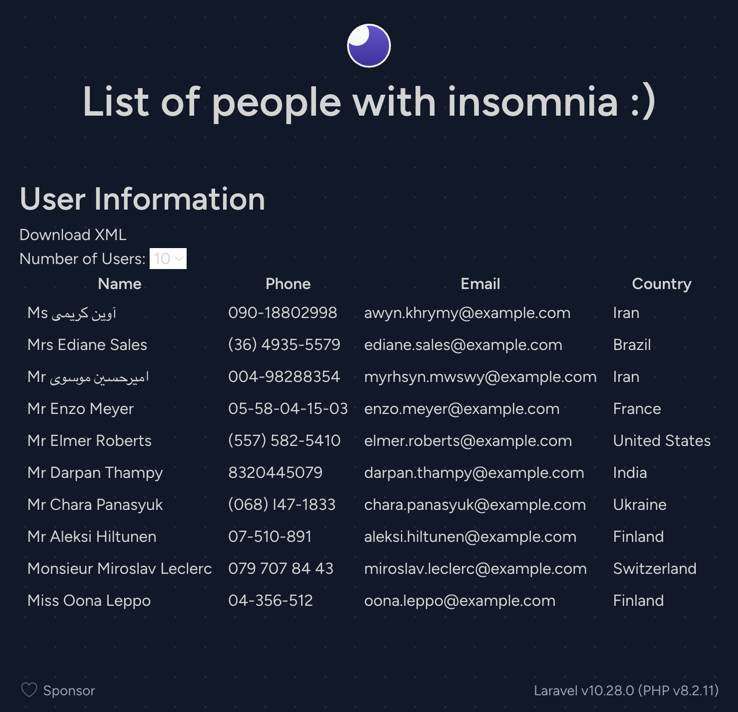 List of people with insomnia :)
User Information
Download XML
Number of Users: 10
Name Phone Email Country
Ms آوین کریمی 090-18802998 awyn.khrymy@example.com Iran
Mrs Ediane Sales (36) 4935-5579 ediane.sales@example.com Brazil
Mr امیرحسین موسوی 004-98288354 myrhsyn.mwswy@example.com Iran
Mr Enzo Meyer 05-58-04-15-03 enzo.meyer@example.com France
Mr Elmer Roberts (557) 582-5410 elmer.roberts@example.com United States
Mr Darpan Thampy 8320445079 darpan.thampy@example.com India
Mr Chara Panasyuk (068) I47-1833 chara.panasyuk@example.com Ukraine
Mr Aleksi Hiltunen 07-510-891 aleksi.hiltunen@example.com Finland
Monsieur Miroslav Leclerc 079 707 84 43 miroslav.leclerc@example.com Switzerland
Miss Oona Leppo 04-356-512 oona.leppo@example.com Finland
Sponsor Laravel v10.28.0 (PHP v8.2.11)